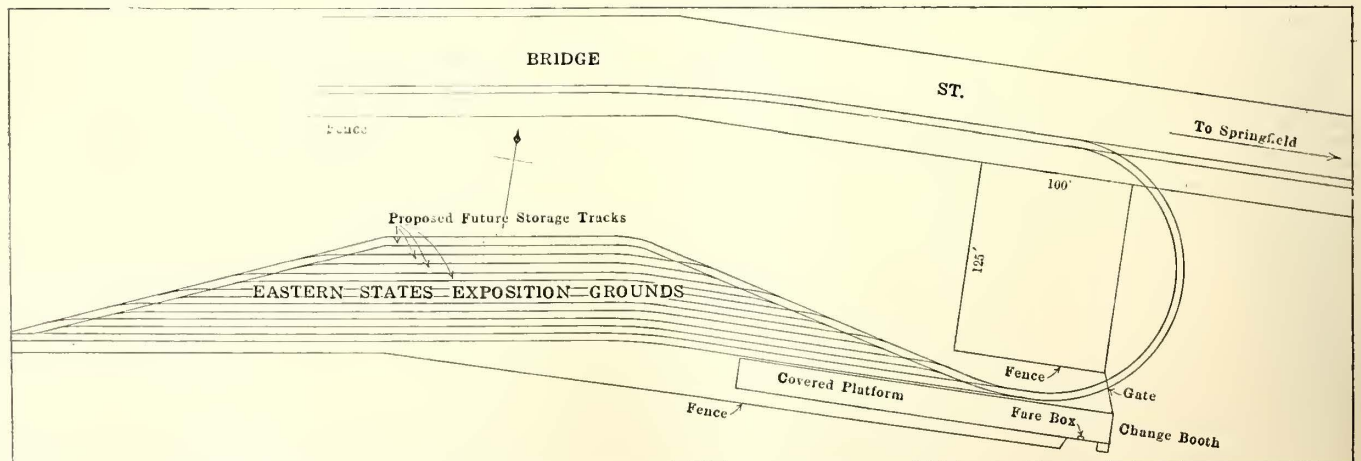 BRIDGE
ST.
To Springfield
Fence
100'
Proposed Future Storage Tracks
125'
EASTERN STATES EXPOSITION GROUNDS
Fence
Covered Platform
Gate
Fence
Fare Box
Change Booth